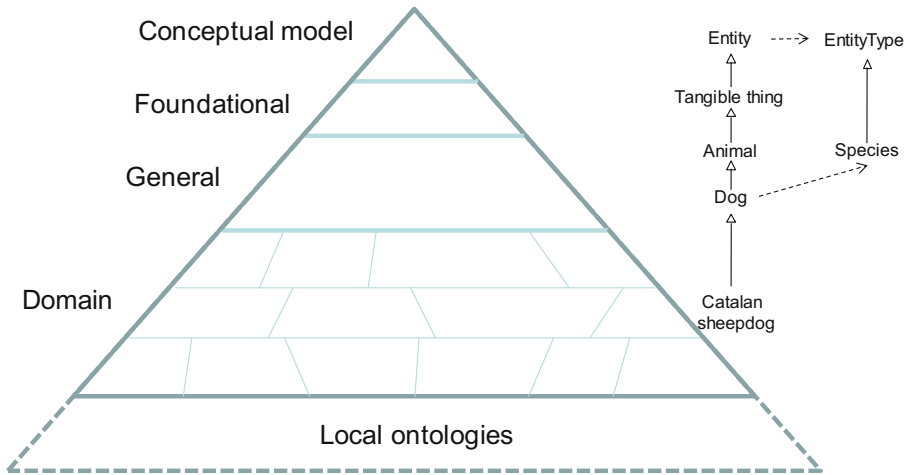 Conceptual model
Foundational
General
Domain
Local ontologies
Entity
EntityType
Tangible thing
Animal
Species
Dog
Catalan
sheepdog